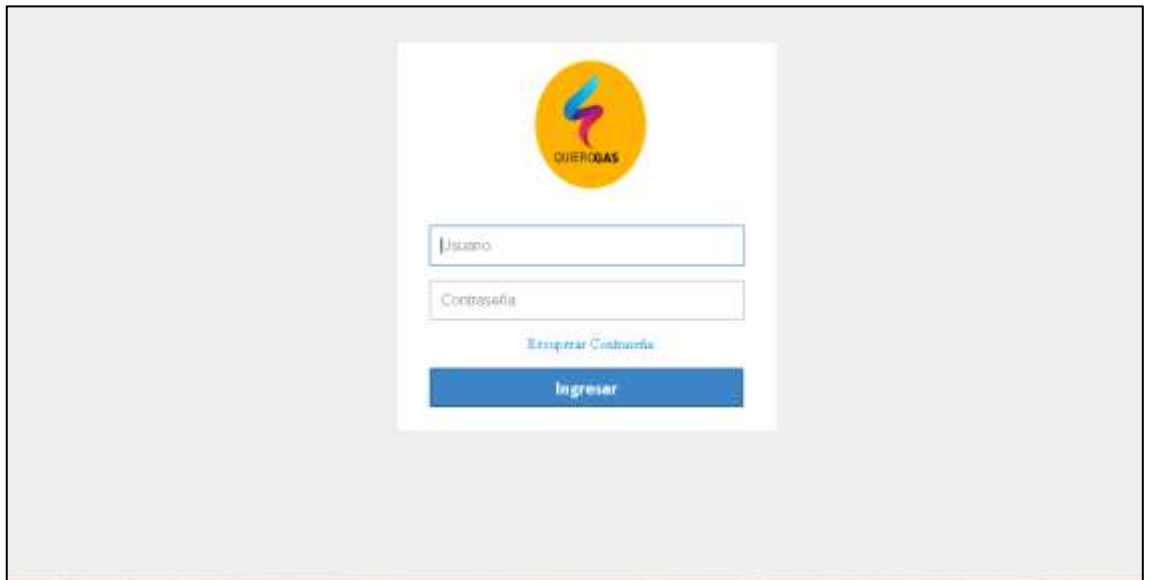 QUIEROGAS
Usuario
Contraseña
Recuperar Contraseña
Ingresar